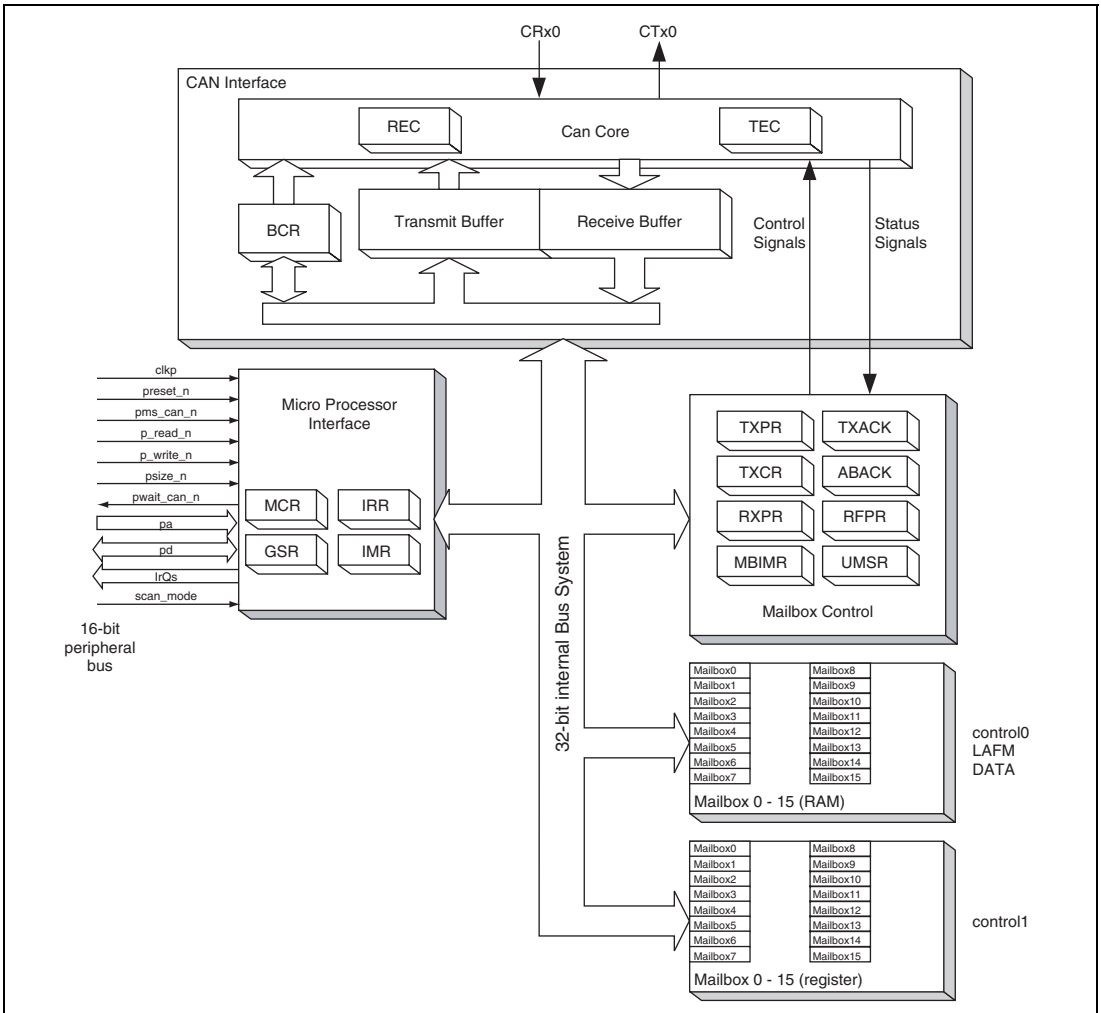 CRx0
CTx0
CAN Interface
REC
Can Core
TEC
BCR
Transmit Buffer
Receive Buffer
Control
Signals
Status
Signals
clkp
preset_n
pms_can_n
p_read_n
p_write_n
psize_n
pwait_can_n
pa
pd
IrQs
scan_mode
16-bit
peripheral
bus
Micro Processor
Interface
MCR
IRR
GSR
IMR
32-bit internal Bus System
TXPR
TXACK
TXCR
ABACK
RXPR
RFPR
MBIMR
UMSR
Mailbox Control
Mailbox0
Mailbox1
Mailbox2
Mailbox3
Mailbox4
Mailbox5
Mailbox6
Mailbox7
Mailbox8
Mailbox9
Mailbox10
Mailbox11
Mailbox12
Mailbox13
Mailbox14
Mailbox15
Mailbox 0 - 15 (RAM)
control0
LAFM
DATA
Mailbox0
Mailbox1
Mailbox2
Mailbox3
Mailbox4
Mailbox5
Mailbox6
Mailbox7
Mailbox8
Mailbox9
Mailbox10
Mailbox11
Mailbox12
Mailbox13
Mailbox14
Mailbox15
Mailbox 0 - 15 (register)
control1